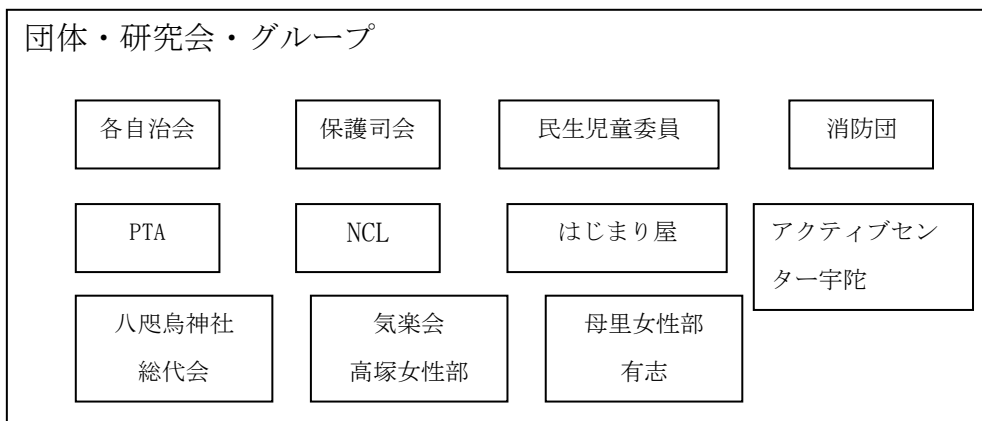 団体・研究会・グループ
各自治会
保護司会
民生児童委員
消防団
PTA
NCL
はじまり屋
アクティブセン
ター宇陀
八咫烏神社
総代会
気楽会
高塚女性部
母里女性部
有志